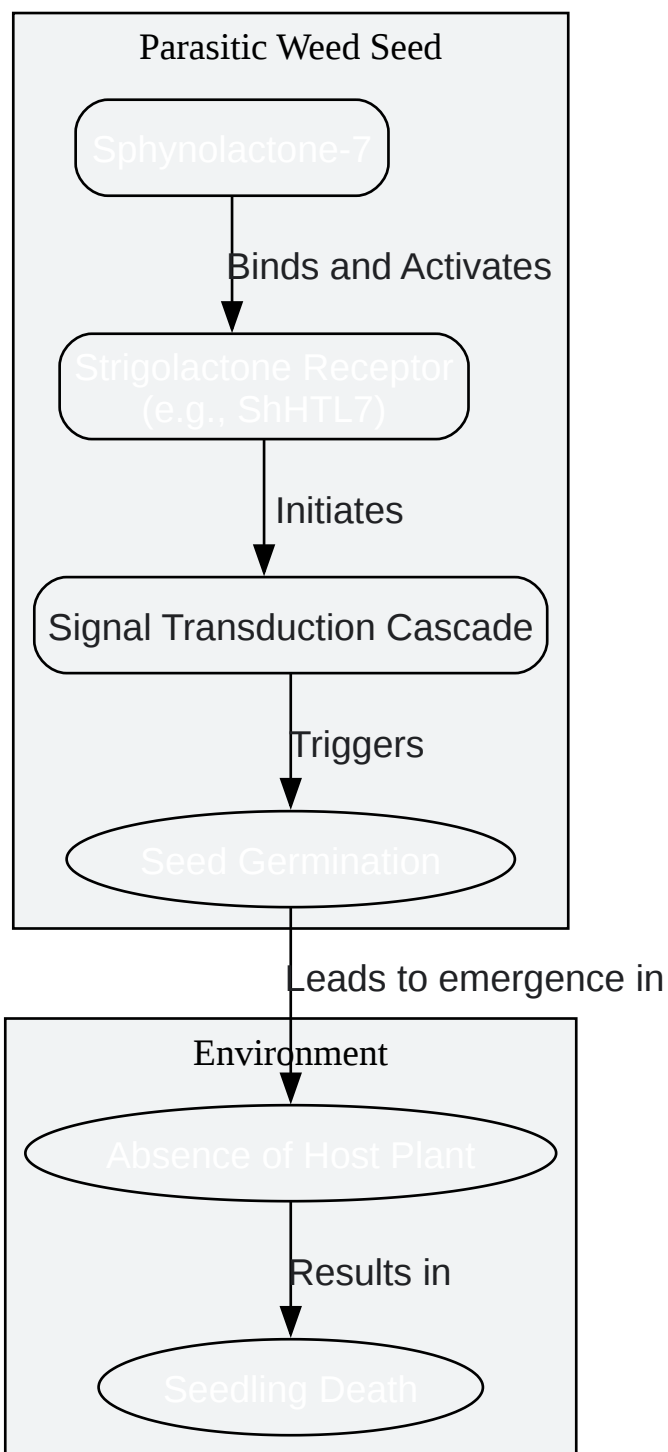 Parasitic Weed Seed
Sphynolactone-7
Binds and Activates
Strigolactone Receptor
(e.g., ShHTL7)
Initiates
Signal Transduction Cascade
Triggers
Seed Germination
Leads to emergence in
Environment
Absence of Host Plant
Results in
Seedling Death